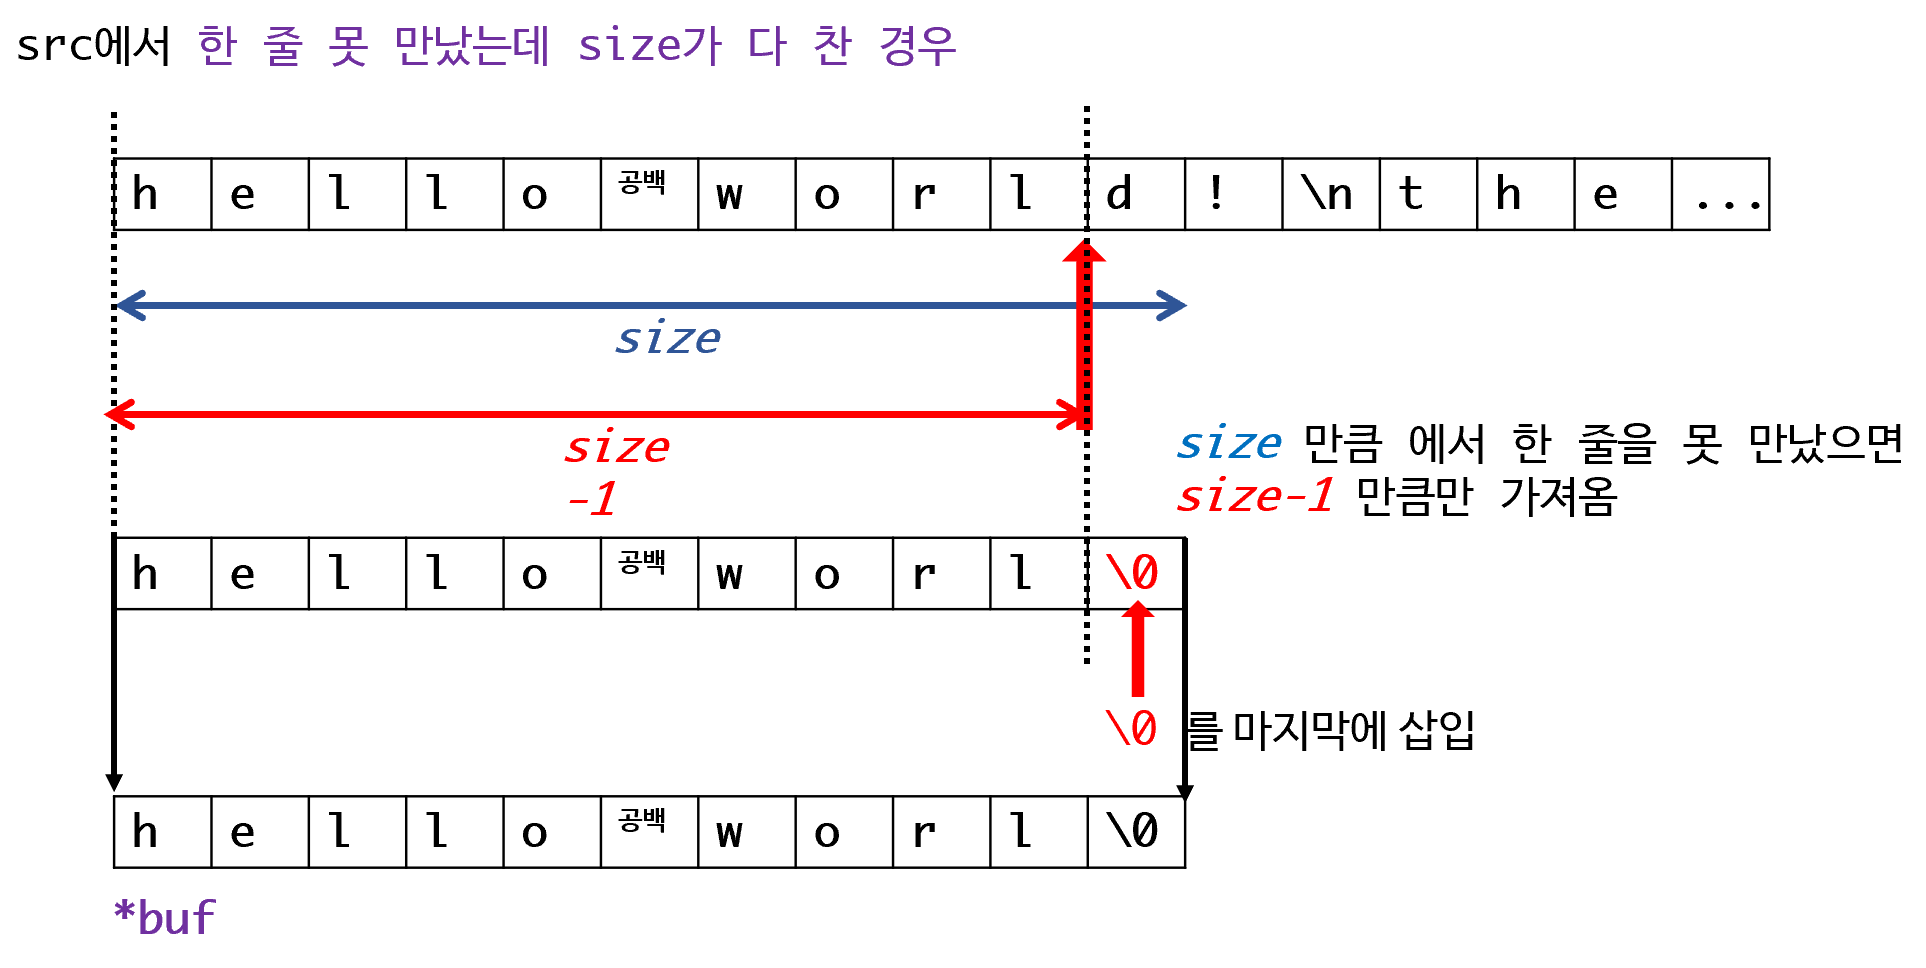 src에서 한 줄 못 만났는데 size가 다 찬 경우
h e l l o 공백 w o r l d ! \n t h e ...
size
size
-1
size 만큼 에서 한 줄을 못 만났으면
size-1 만큼만 가져옴
h e l l o 공백 w o r l \0
\0 를 마지막에 삽입
h e l l o 공백 w o r l \0
*buf